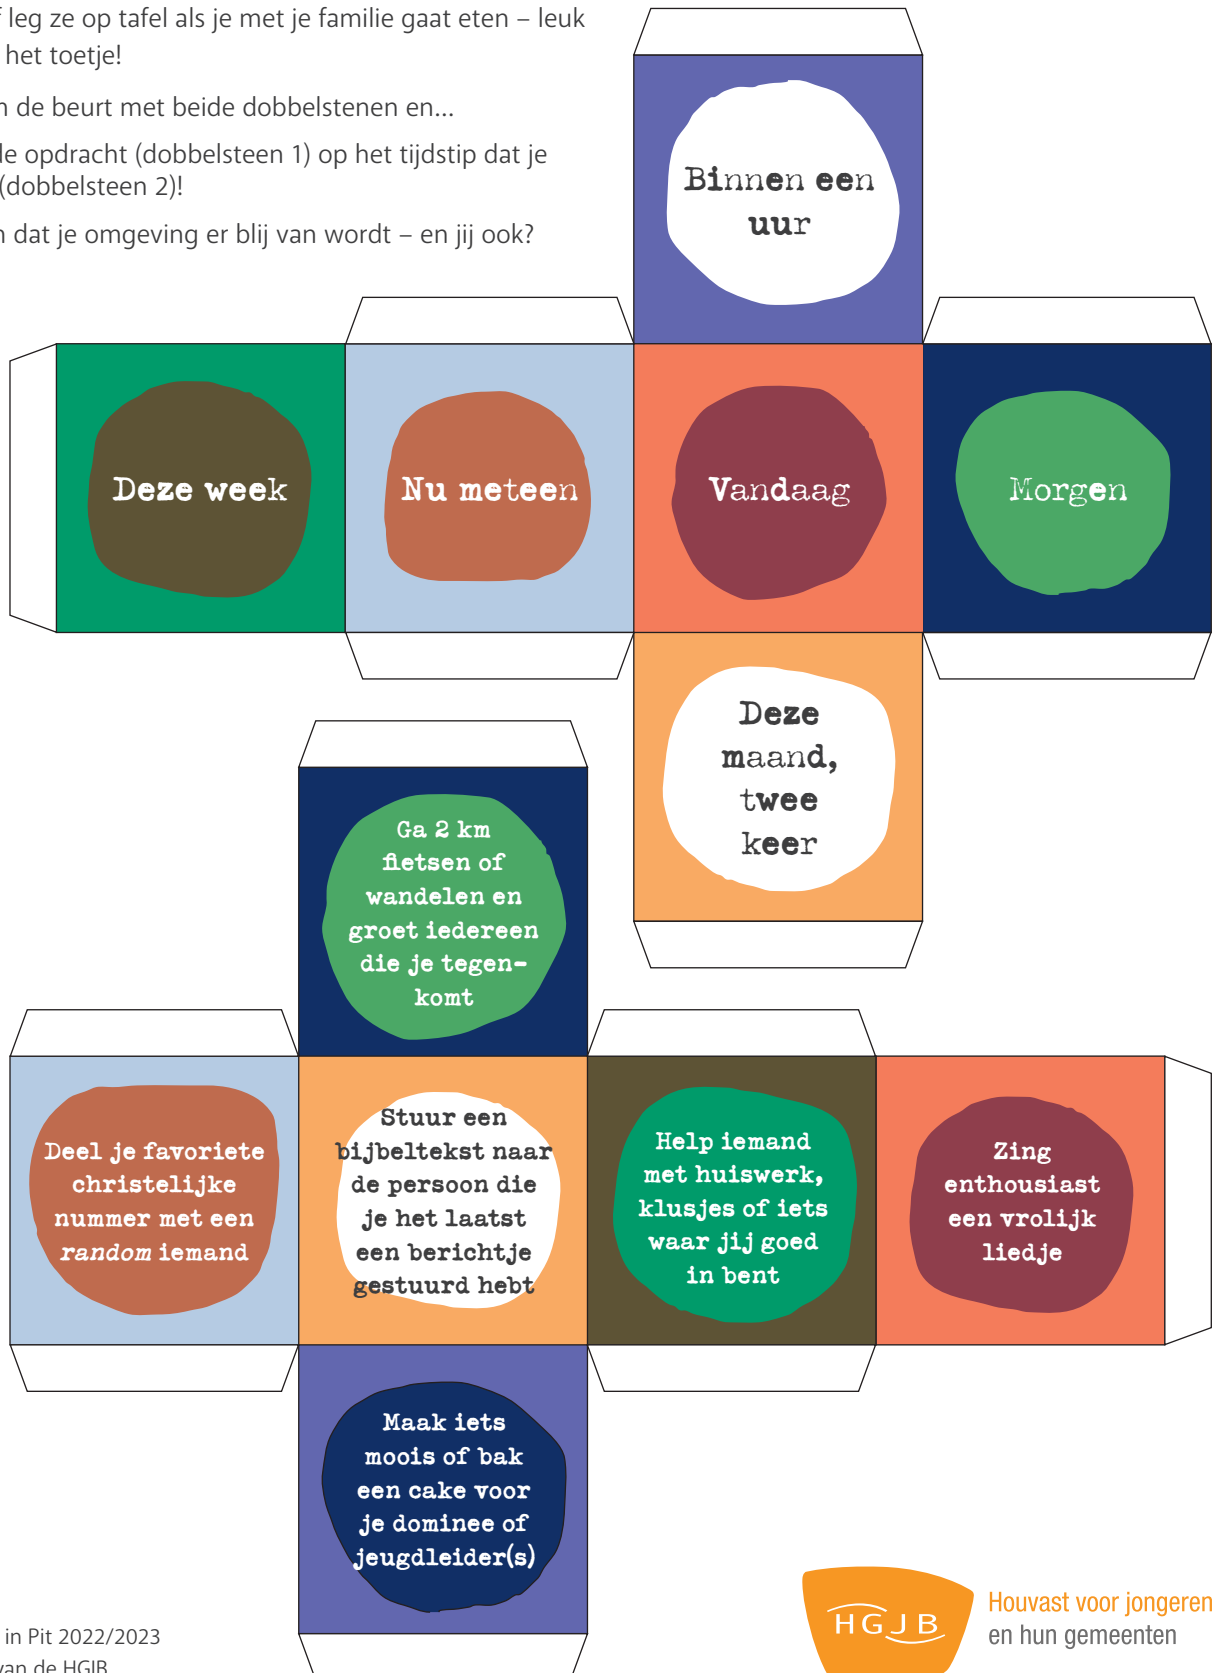 leg ze op tafel als je met je familie gaat eten – leuk
het toetje!
de beurt met beide dobbelstenen en...
de opdracht (dobbelsteen 1) op het tijdstip dat je
(dobbelsteen 2)!
dat je omgeving er blij van wordt – en jij ook?
Binnen een
uur
Deze week
Nu meteen
Vandaag
Morgen
Deze
maand,
twee
keer
Ga 2 km
fietsen of
wandelen en
groet iedereen
die je tegen-
komt
Deel je favoriete
christelijke
nummer met een
random iemand
Stuur een
bijbeltekst naar
de persoon die
je het laatst
een berichtje
gestuurd hebt
Help iemand
met huiswerk,
klusjes of iets
waar jij goed
in bent
Zing
enthousiast
een vrolijk
liedje
Maak iets
moois of bak
een cake voor
je dominee of
jeugdleider(s)
in Pit 2022/2023
van de HGJB
HGJB
Houvast voor jongeren
en hun gemeenten